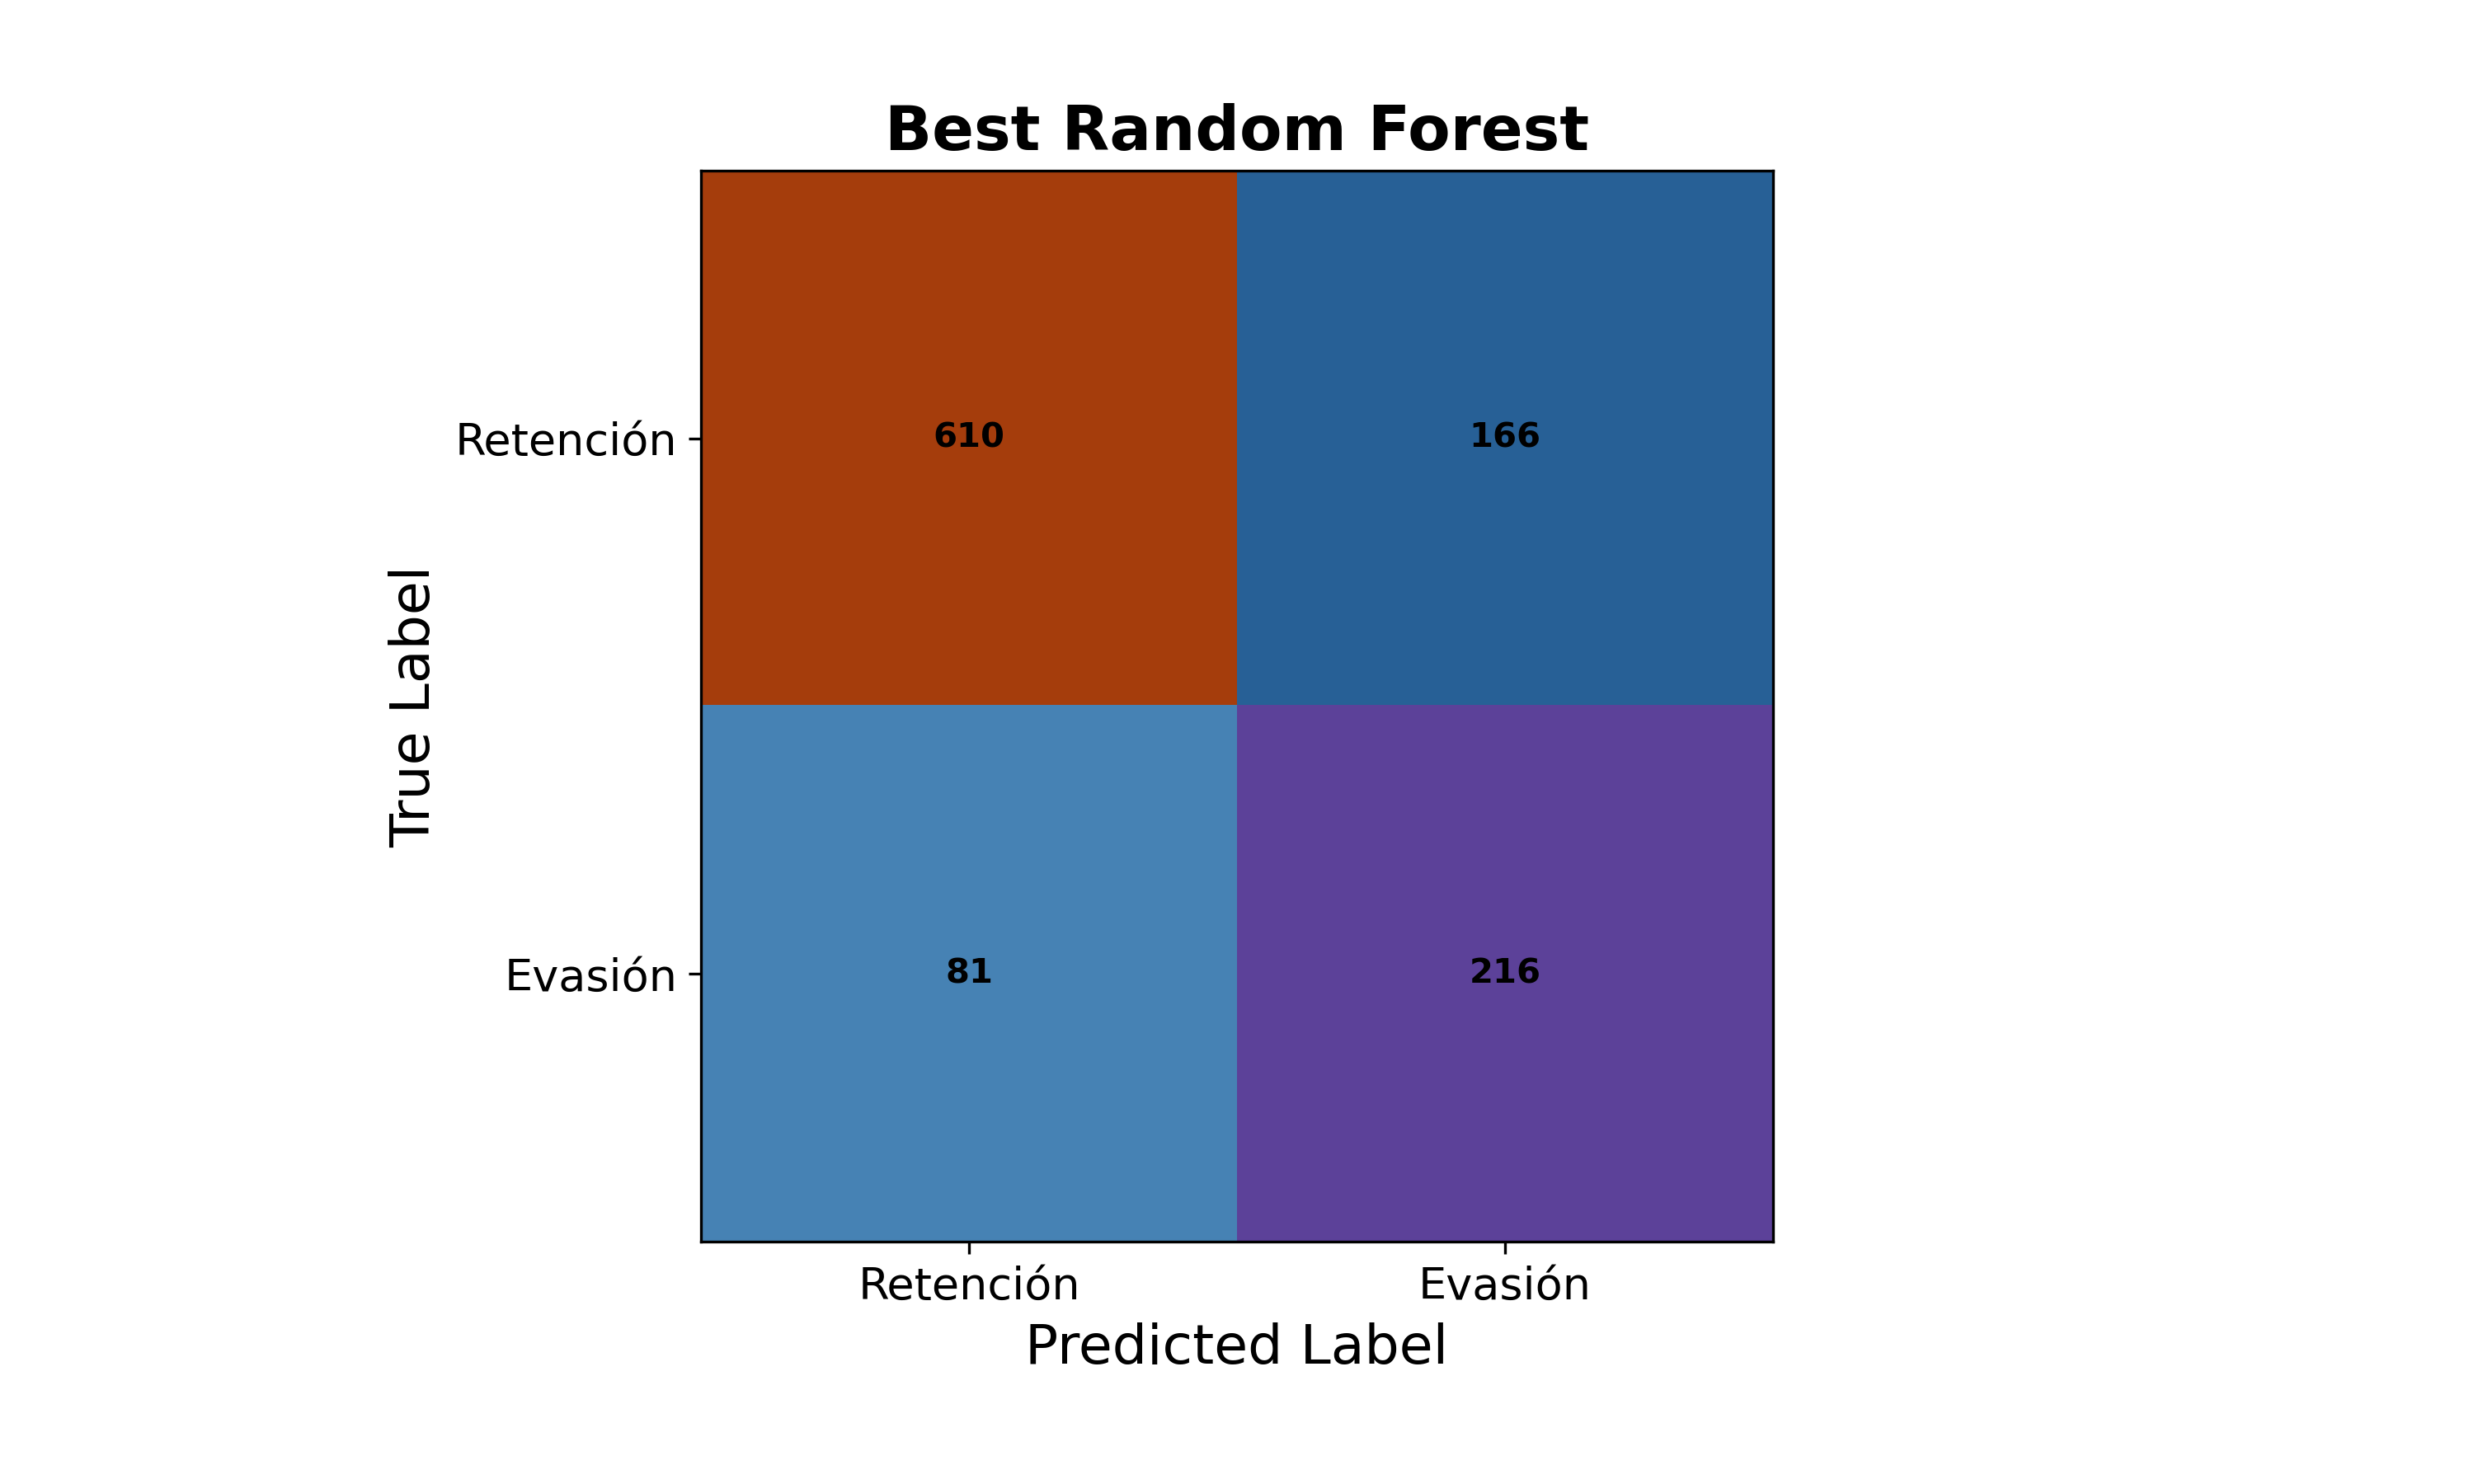 Best Random Forest
True Label
Retención
610
166
Evasión
81
216
Retención
Evasión
Predicted Label